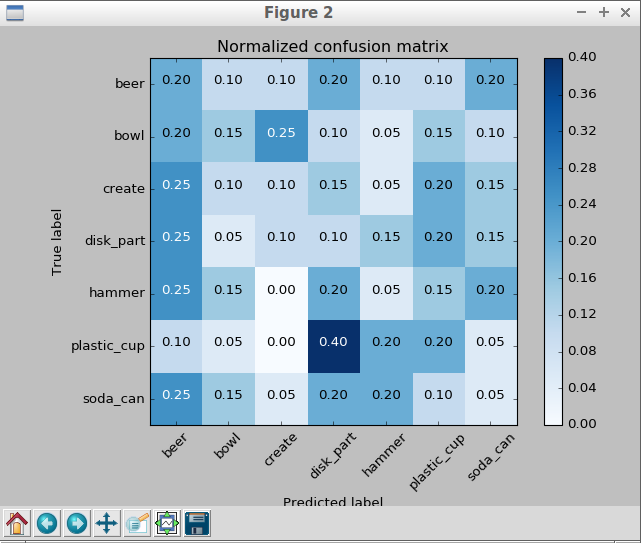 Figure 2
Normalized confusion matrix
beer 0.20 0.10 0.10 0.20 0.10 0.10 0.20
bowl 0.20 0.15 0.25 0.10 0.05 0.15 0.10
create 0.25 0.10 0.10 0.15 0.05 0.20 0.15
disk_part 0.25 0.05 0.10 0.10 0.15 0.20 0.15
hammer 0.25 0.15 0.00 0.20 0.05 0.15 0.20
plastic_cup 0.10 0.05 0.00 0.40 0.20 0.20 0.05
soda_can 0.25 0.15 0.05 0.20 0.20 0.10 0.05
True label
beer bowl create disk_part hammer plastic_cup soda_can
Predicted label
0.40
0.36
0.32
0.28
0.24
0.20
0.16
0.12
0.08
0.04
0.00